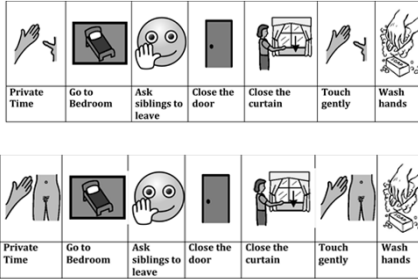 Private Time
Go to Bedroom
Ask siblings to leave
Close the door
Close the curtain
Touch gently
Wash hands
Private Time
Go to Bedroom
Ask siblings to leave
Close the door
Close the curtain
Touch gently
Wash hands